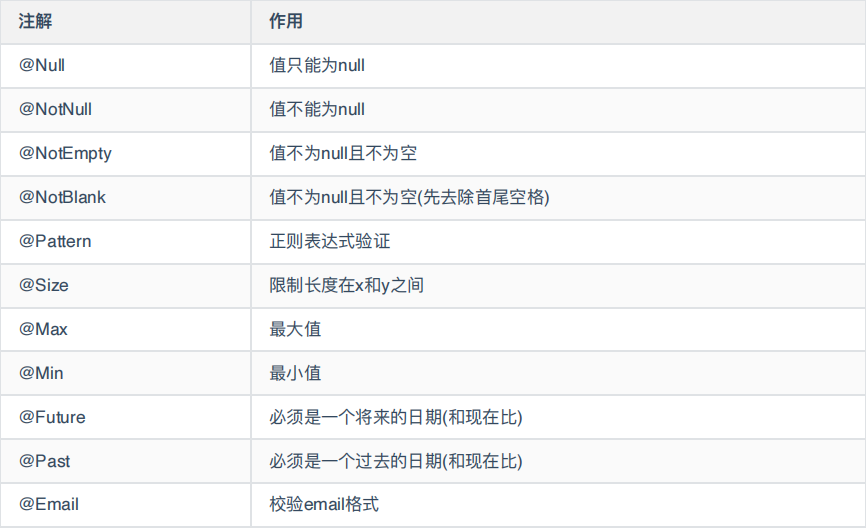 注解 作用
@Null 值只能为null
@NotNull 值不能为null
@NotEmpty 值不为null且不为空
@NotBlank 值不为null且不为空(先去除首尾空格)
@Pattern 正则表达式验证
@Size 限制长度在x和y之间
@Max 最大值
@Min 最小值
@Future 必须是一个将来的日期(和现在比)
@Past 必须是一个过去的日期(和现在比)
@Email 校验email格式